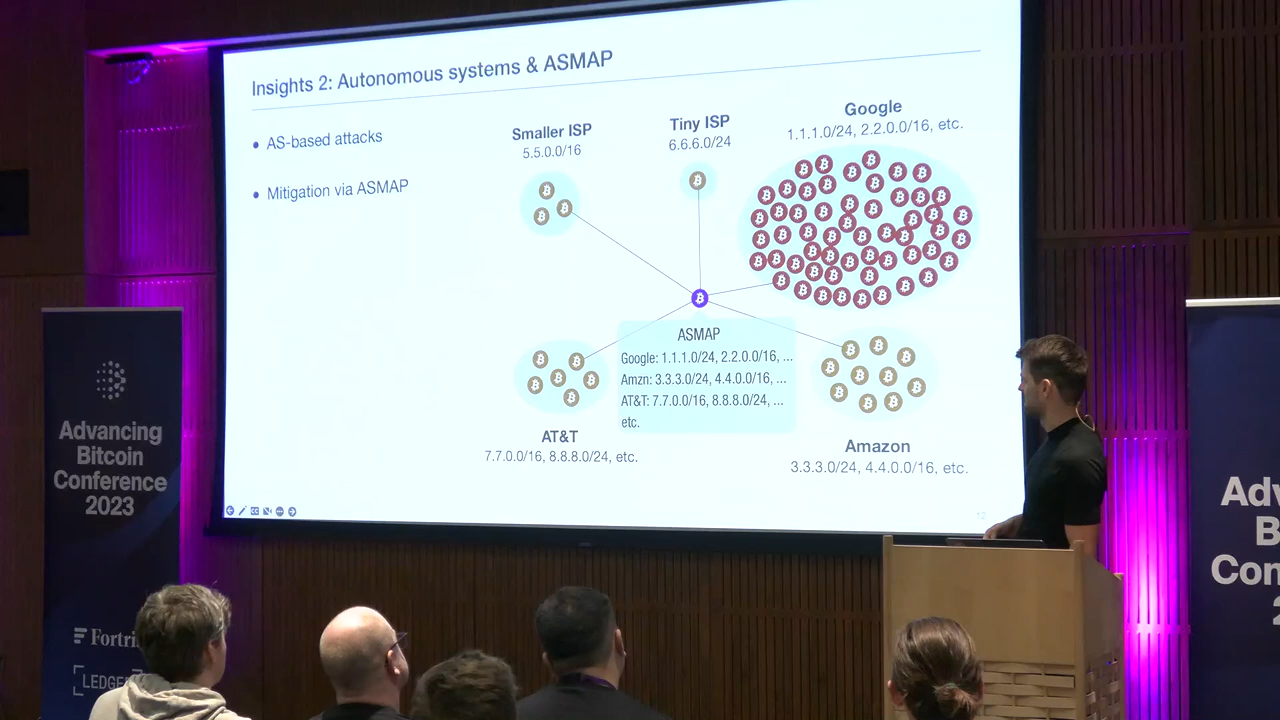 Insights 2: Autonomous systems & ASMAP
• AS-based attacks
• Mitigation via ASMAP
Smaller ISP
5.5.0.0/16
Tiny ISP
6.6.6.0/24
Google
1.1.1.0/24, 2.2.0.0/16, etc.
ASMAP
Google: 1.1.1.0/24, 2.2.0.0/16, ...
Amzn: 3.3.3.0/24, 4.4.0.0/16, ...
AT&T: 7.7.0.0/16, 8.8.8.0/24, ...
etc.
AT&T
7.7.0.0/16, 8.8.8.0/24, etc.
Amazon
3.3.3.0/24, 4.4.0.0/16, etc.
12
Advancing
Bitcoin
Conference
2023
LEDGE
Adv
B
Con
2